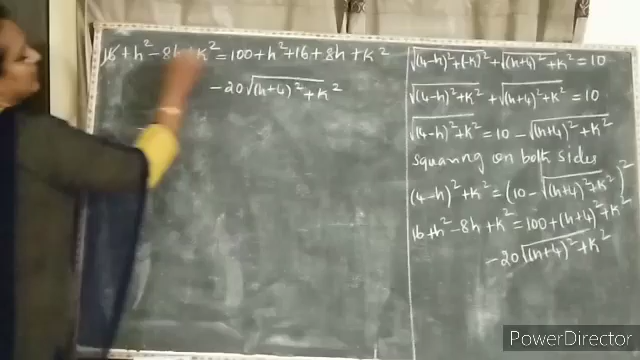 16 + h² - 8h + k² = 100 + h² + 16 + 8h + k²
- 20√(h+4)² + k²
√(4-h)² + (-k)² + √(h+4)² + k² = 10
√(4-h)² + k² + √(h+4)² + k² = 10
√(4-h)² + k² = 10 - √(h+4)² + k²
squaring on both sides
(4-h)² + k² = (10 - √(h+4)² + k²)²
16 + h² - 8h + k² = 100 + (h+4)² + k²
- 20√(h+4)² + k²
PowerDirector